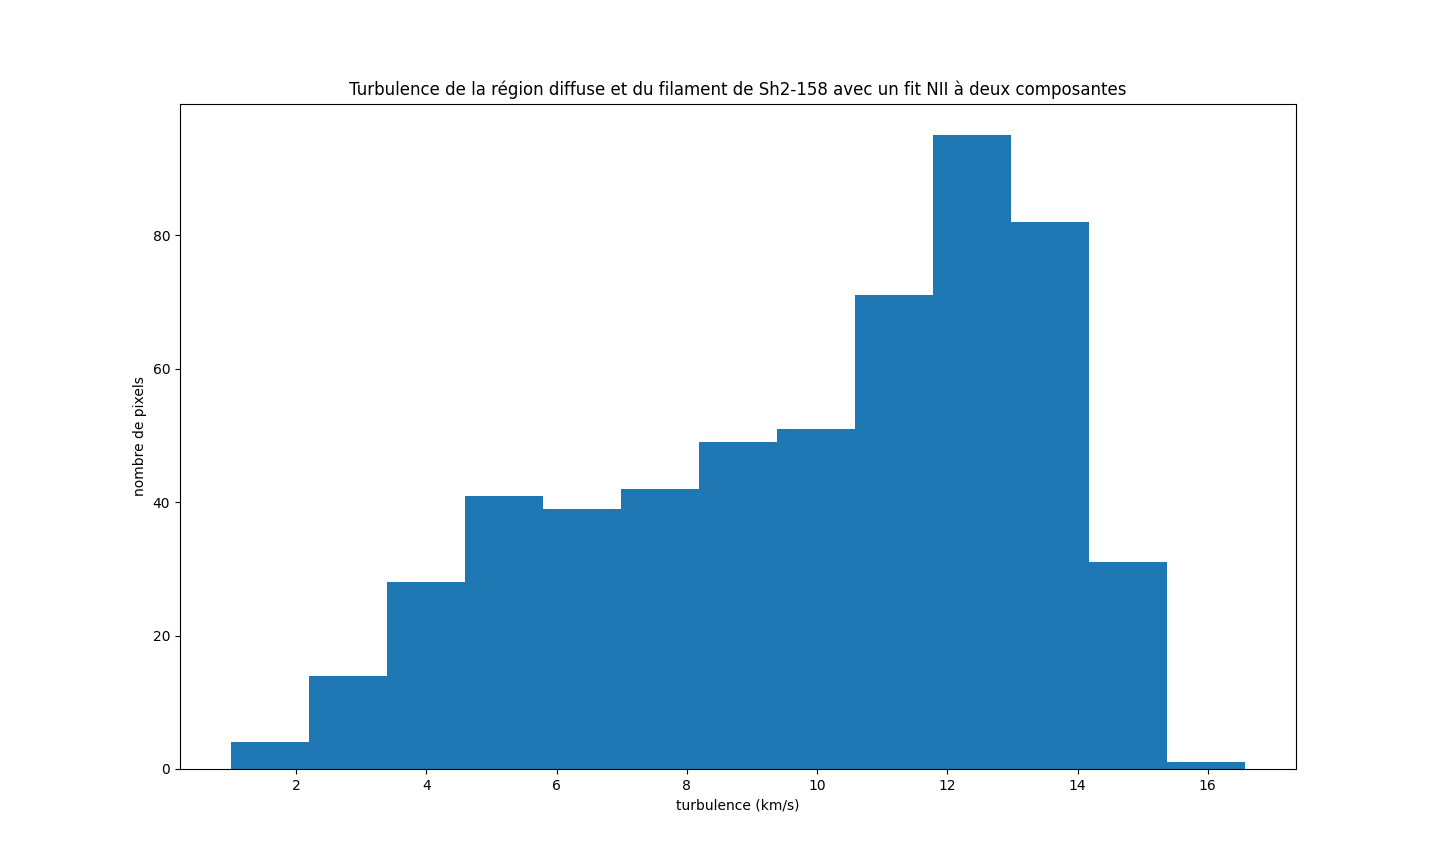 Turbulence de la région diffuse et du filament de Sh2-158 avec un fit NII à deux composantes
nombre de pixels
80
60
40
20
0
2 4 6 8 10 12 14 16
turbulence (km/s)